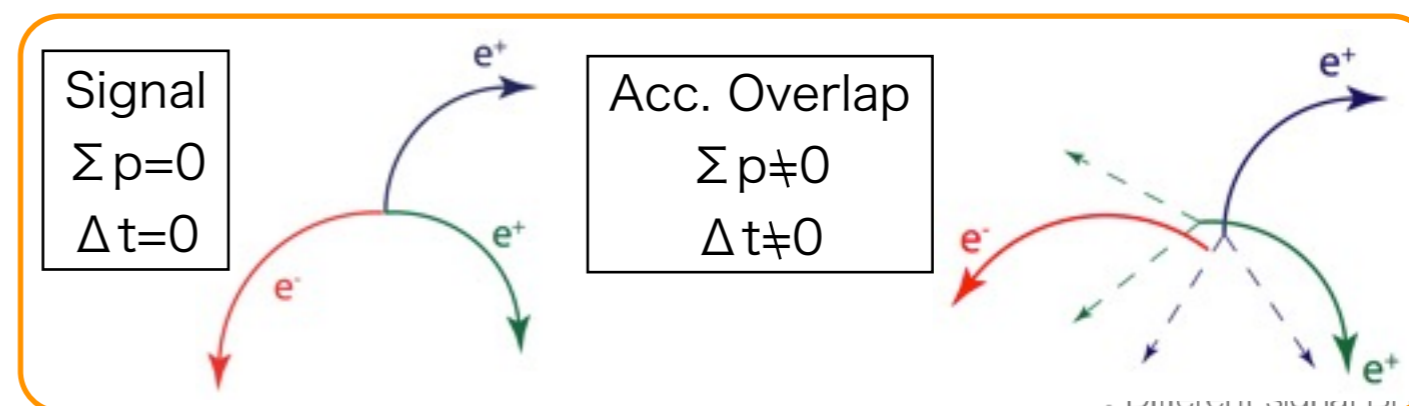 Signal
Σp=0
Δt=0
e⁺
e⁺
e⁻
Acc. Overlap
Σp≠0
Δt≠0
e⁺
e⁻
e⁺